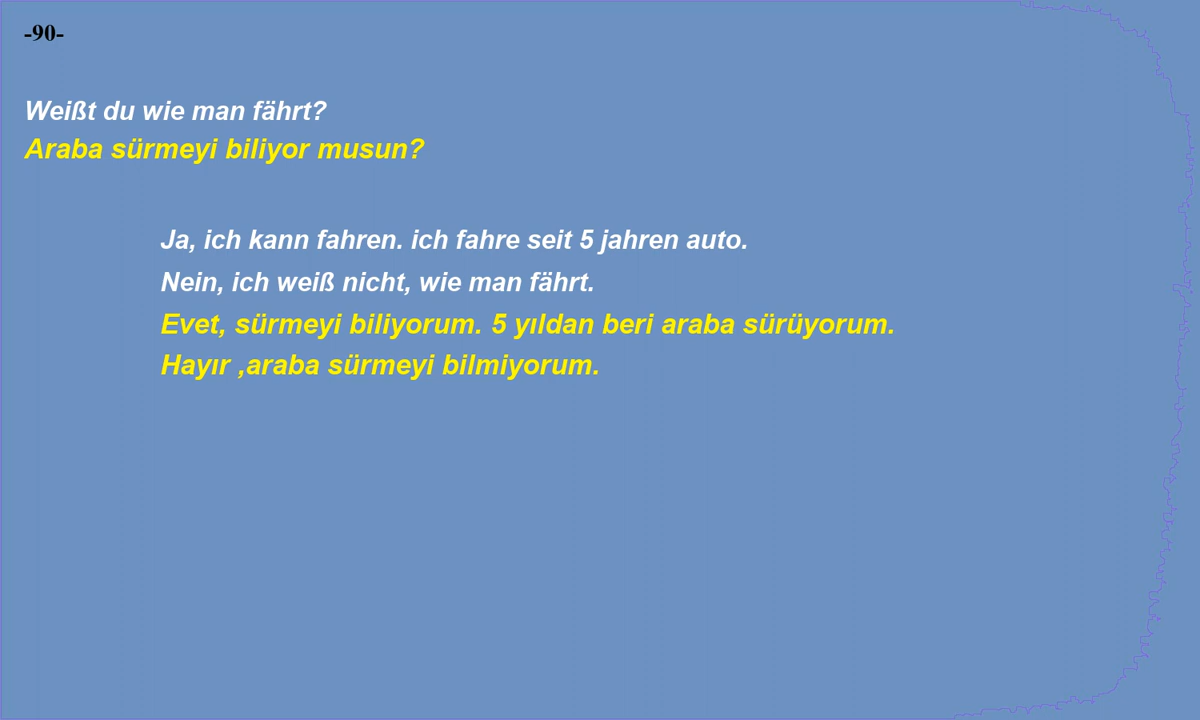 -90-
Weißt du wie man fährt?
Araba sürmeyi biliyor musun?
Ja, ich kann fahren. ich fahre seit 5 jahren auto.
Nein, ich weiß nicht, wie man fährt.
Evet, sürmeyi biliyorum. 5 yıldan beri araba sürüyorum.
Hayır ,araba sürmeyi bilmiyorum.